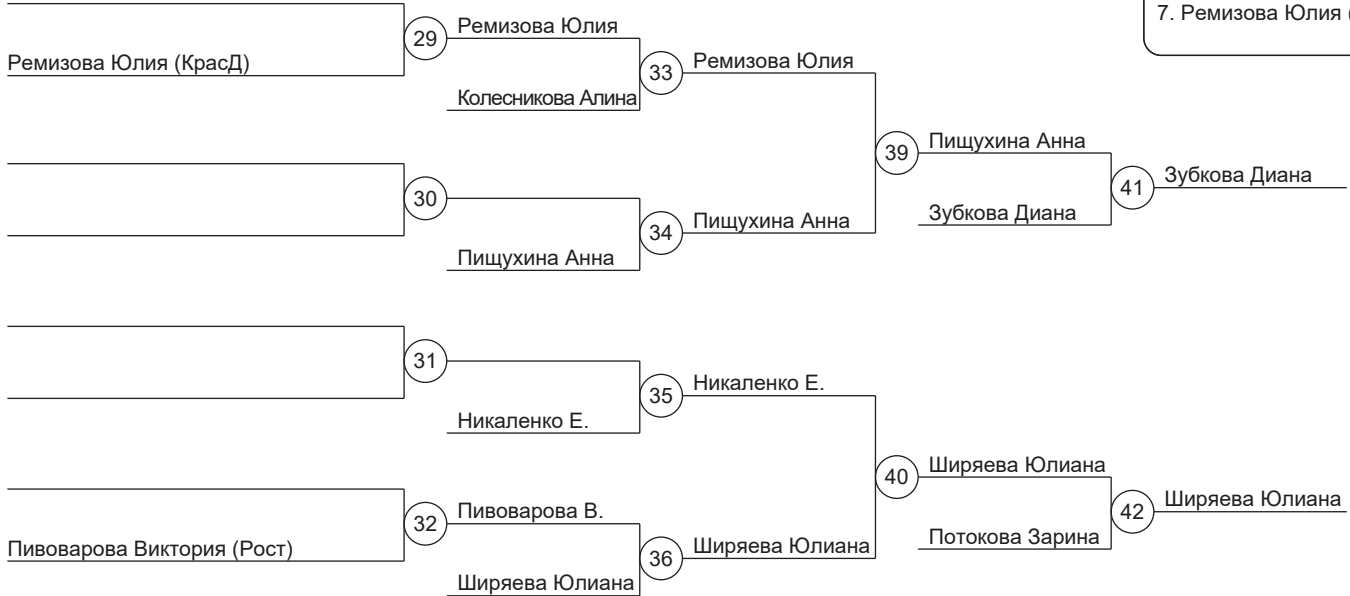 7. Ремизова Юлия (
29
Ремизова Юлия
Ремизова Юлия (КрасД)
33
Ремизова Юлия
Колесникова Алина
39
Пищухина Анна
30
41
Зубкова Диана
34
Пищухина Анна
Зубкова Диана
Пищухина Анна
31
35
Никаленко Е.
Никаленко Е.
40
Ширяева Юлиана
32
Пивоварова В.
42
Ширяева Юлиана
Пивоварова Виктория (Рост)
36
Ширяева Юлиана
Потокова Зарина
Ширяева Юлиана